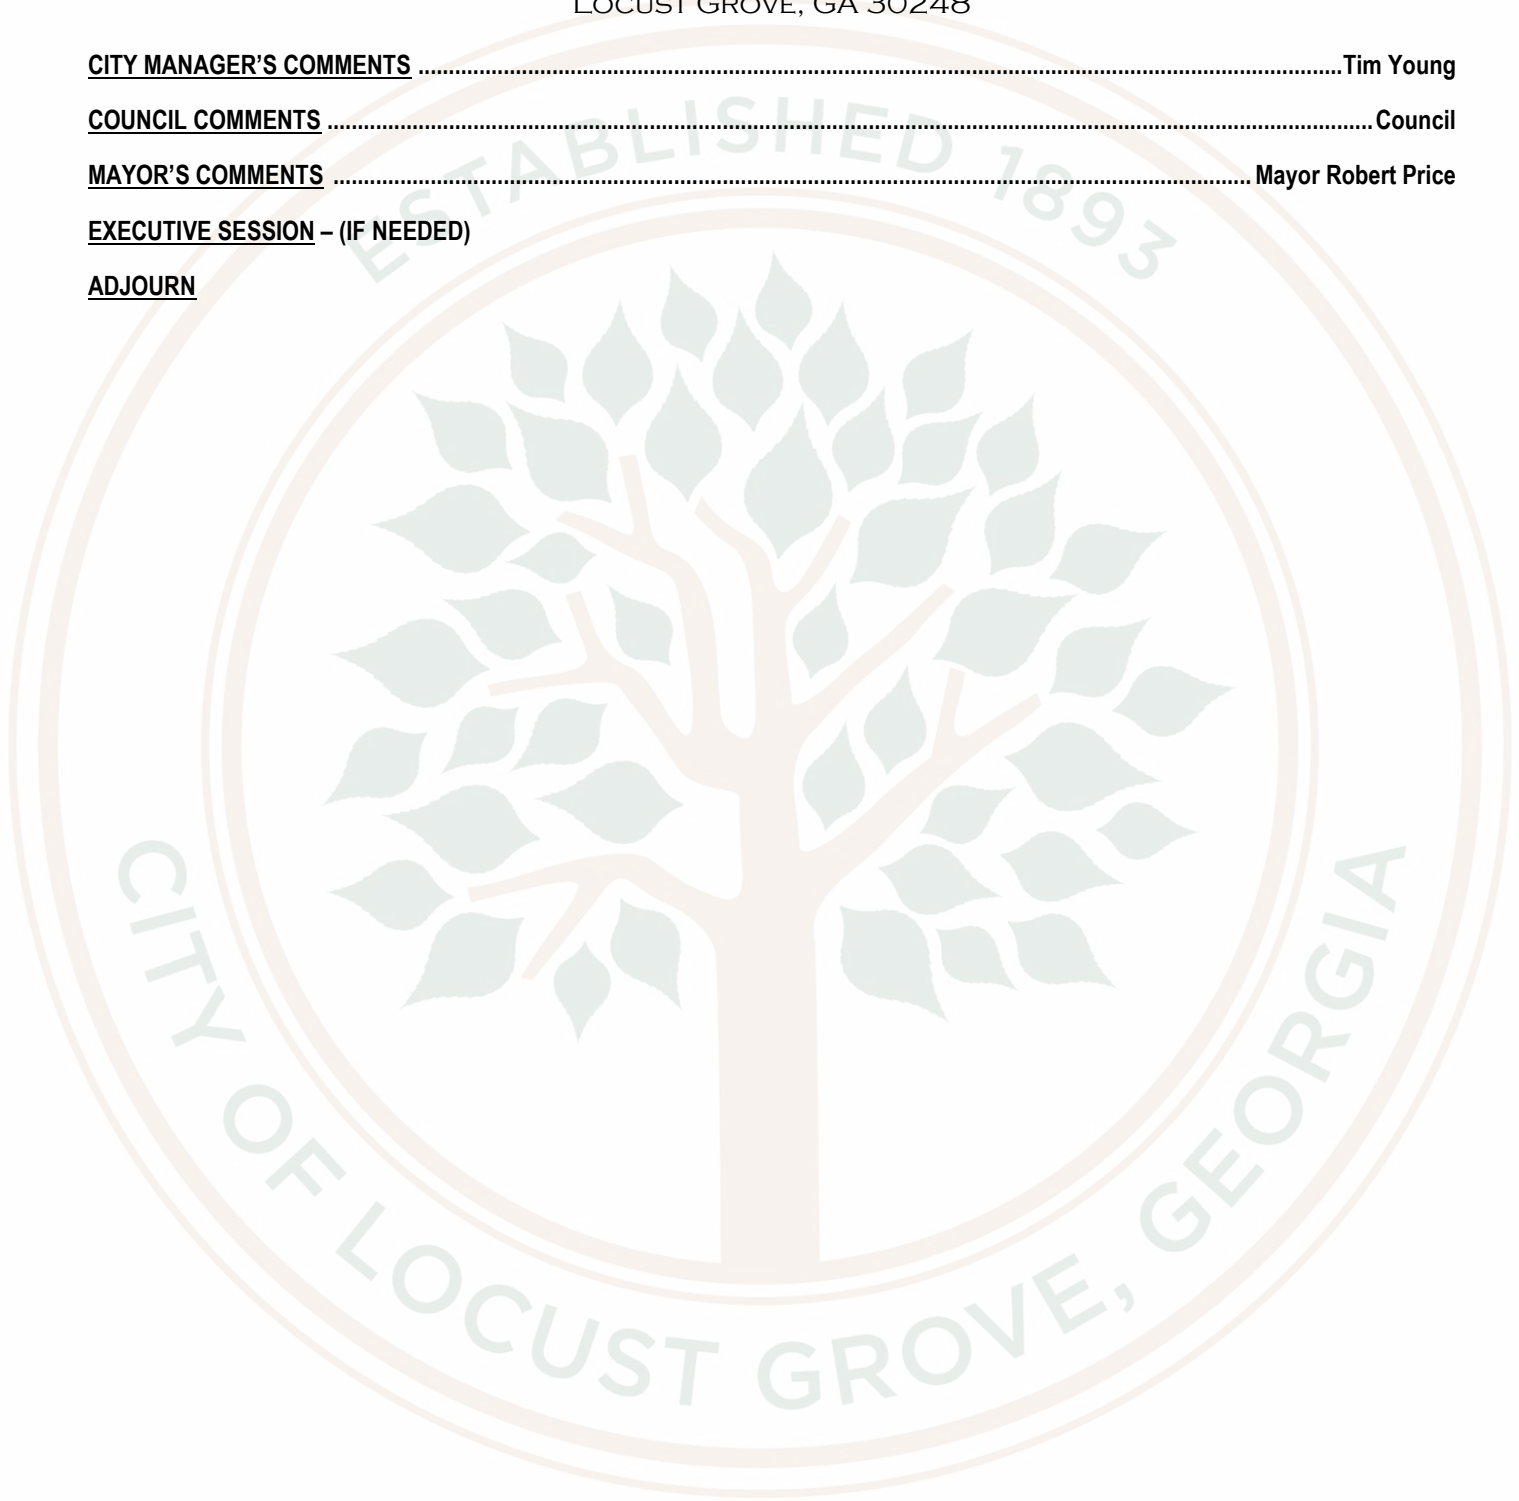 LOCUST GROVE, GA 30248
CITY MANAGER'S COMMENTS ........................................................................................................................................................Tim Young
COUNCIL COMMENTS ............................................................................................................................................................................Council
MAYOR'S COMMENTS .......................................................................................................................................................Mayor Robert Price
EXECUTIVE SESSION – (IF NEEDED)
ADJOURN
ESTABLISHED 1893
CITY OF LOCUST GROVE, GEORGIA